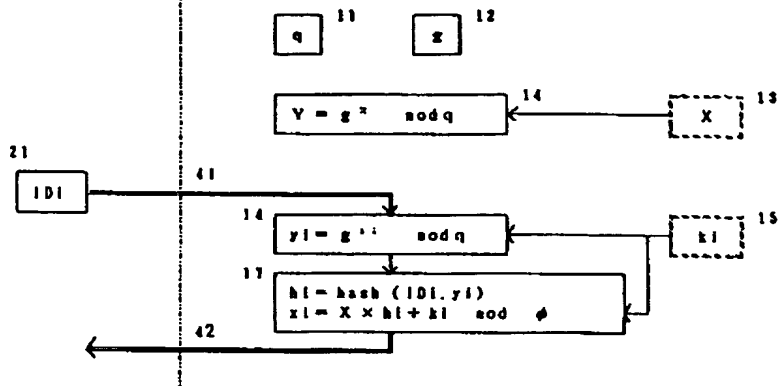 11 12
q g
14 13
Y = g^x mod q X
21
IDi 41
14 15
yi = g^ki mod q ki
17
hi = hash (IDi, yi)
xi = X × hi + ki mod φ
42